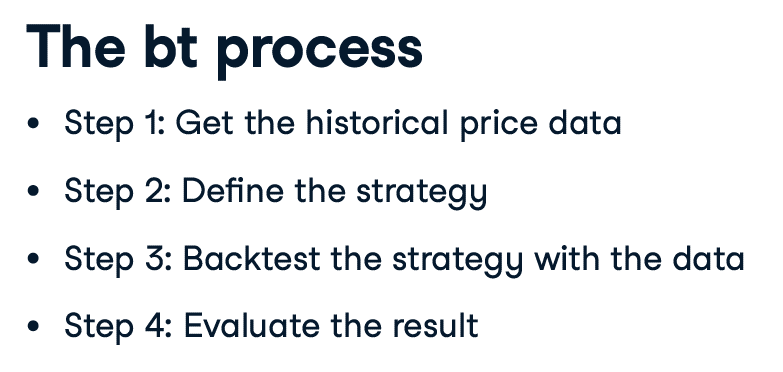 The bt process
• Step 1: Get the historical price data
• Step 2: Define the strategy
• Step 3: Backtest the strategy with the data
• Step 4: Evaluate the result